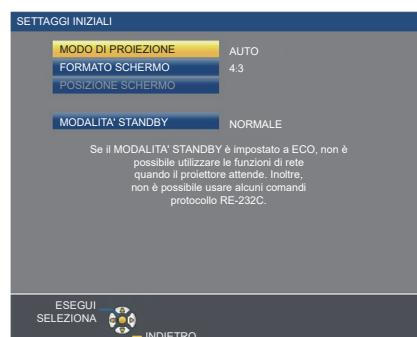 SETTAGGI INIZIALI
MODO DI PROIEZIONE AUTO
FORMATO SCHERMO 4:3
POSIZIONE SCHERMO
MODALITA' STANDBY NORMALE
Se il MODALITA' STANDBY è impostato a ECO, non è
possibile utilizzare le funzioni di rete
quando il proiettore attende. Inoltre,
non è possibile usare alcuni comandi
protocollo RE-232C.
ESEGUI
SELEZIONA
INDIETRO